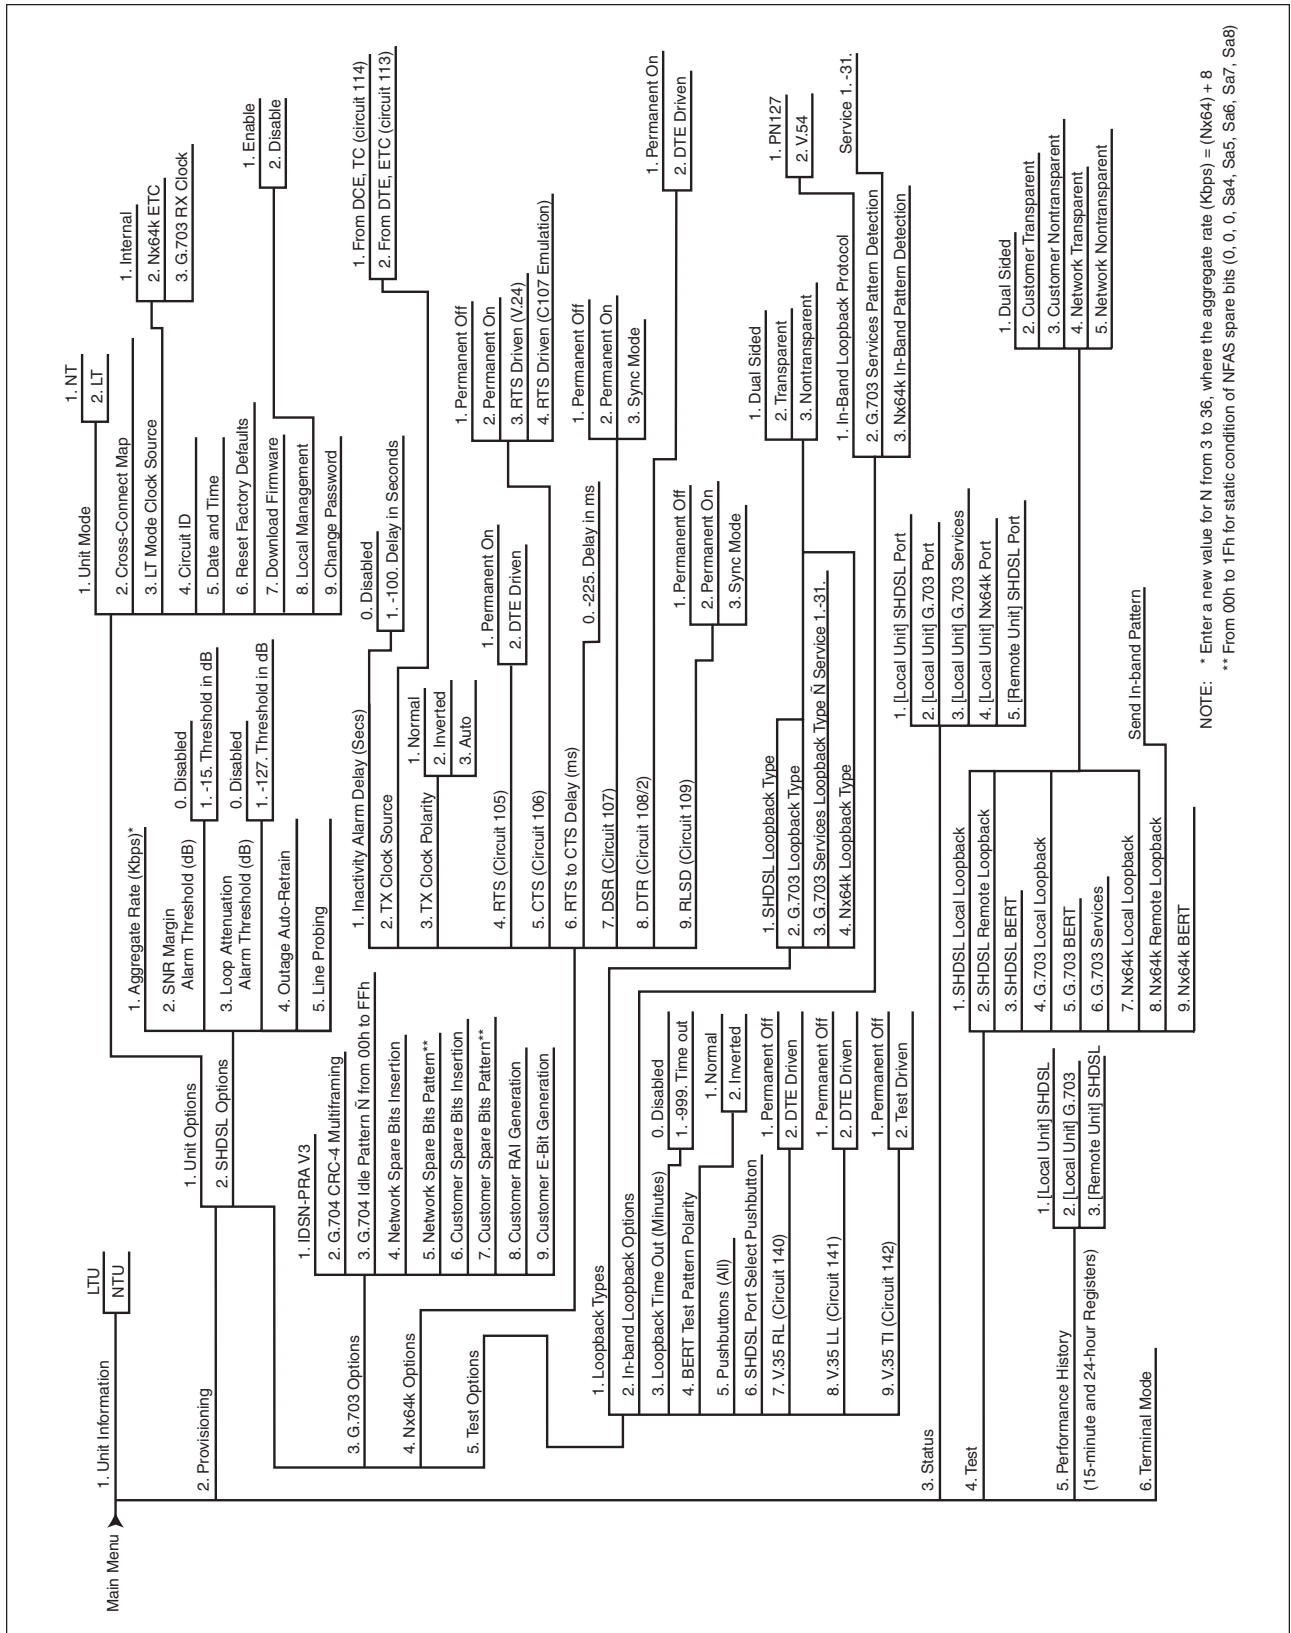 Main Menu
1. Unit Information
LTU
NTU
2. Provisioning
1. Unit Options
1. Unit Mode
1. NT
2. LT
2. Cross-Connect Map
3. LT Mode Clock Source
1. Internal
2. Nx64k ETC
3. G.703 RX Clock
4. Circuit ID
5. Date and Time
6. Reset Factory Defaults
7. Download Firmware
8. Local Management
1. Enable
2. Disable
9. Change Password
2. SHDSL Options
1. Aggregate Rate (Kbps)*
2. SNR Margin
Alarm Threshold (dB)
0. Disabled
1. -15. Threshold in dB
3. Loop Attenuation
Alarm Threshold (dB)
0. Disabled
1. -127. Threshold in dB
4. Outage Auto-Retrain
5. Line Probing
3. G.703 Options
1. IDSN-PRA V3
2. G.704 CRC-4 Multiframing
3. G.704 Idle Pattern Ñ from 00h to FFh
4. Network Spare Bits Insertion
5. Network Spare Bits Pattern**
6. Customer Spare Bits Insertion
7. Customer Spare Bits Pattern**
8. Customer RAI Generation
9. Customer E-Bit Generation
4. Nx64k Options
1. Inactivity Alarm Delay (Secs)
0. Disabled
1. -100. Delay in Seconds
2. TX Clock Source
1. From DCE, TC (circuit 114)
2. From DTE, ETC (circuit 113)
3. TX Clock Polarity
1. Normal
2. Inverted
3. Auto
4. RTS (Circuit 105)
1. Permanent On
2. DTE Driven
5. CTS (Circuit 106)
1. Permanent Off
2. Permanent On
3. RTS Driven (V.24)
4. RTS Driven (C107 Emulation)
6. RTS to CTS Delay (ms)
0. -225. Delay in ms
7. DSR (Circuit 107)
1. Permanent Off
2. Permanent On
3. Sync Mode
8. DTR (Circuit 108/2)
1. Permanent On
2. DTE Driven
9. RLSD (Circuit 109)
1. Permanent Off
2. Permanent On
3. Sync Mode
5. Test Options
1. Loopback Types
1. SHDSL Loopback Type
2. G.703 Loopback Type
3. G.703 Services Loopback Type Ñ Service 1.-31.
4. Nx64k Loopback Type
1. Dual Sided
2. Transparent
3. Nontransparent
2. In-band Loopback Options
1. In-Band Loopback Protocol
1. PN127
2. V.54
2. G.703 Services Pattern Detection
Service 1.-31.
3. Nx64k In-Band Pattern Detection
3. Loopback Time Out (Minutes)
0. Disabled
1. -999. Time out
4. BERT Test Pattern Polarity
1. Normal
2. Inverted
5. Pushbuttons (All)
6. SHDSL Port Select Pushbutton
7. V.35 RL (Circuit 140)
1. Permanent Off
2. DTE Driven
8. V.35 LL (Circuit 141)
1. Permanent Off
2. DTE Driven
9. V.35 TI (Circuit 142)
1. Permanent Off
2. Test Driven
3. Status
1. [Local Unit] SHDSL Port
2. [Local Unit] G.703 Port
3. [Local Unit] G.703 Services
4. [Local Unit] Nx64k Port
5. [Remote Unit] SHDSL Port
4. Test
1. SHDSL Local Loopback
2. SHDSL Remote Loopback
3. SHDSL BERT
4. G.703 Local Loopback
5. G.703 BERT
6. G.703 Services
7. Nx64k Local Loopback
8. Nx64k Remote Loopback
9. Nx64k BERT
1. Dual Sided
2. Customer Transparent
3. Customer Nontransparent
4. Network Transparent
5. Network Nontransparent
Send In-band Pattern
5. Performance History
(15-minute and 24-hour Registers)
1. [Local Unit] SHDSL
2. [Local Unit] G.703
3. [Remote Unit] SHDSL
6. Terminal Mode
NOTE: * Enter a new value for N from 3 to 36, where the aggregate rate (Kbps) = (Nx64) + 8
** From 00h to 1Fh for static condition of NFAS spare bits (0, 0, 0, Sa4, Sa5, Sa6, Sa7, Sa8)